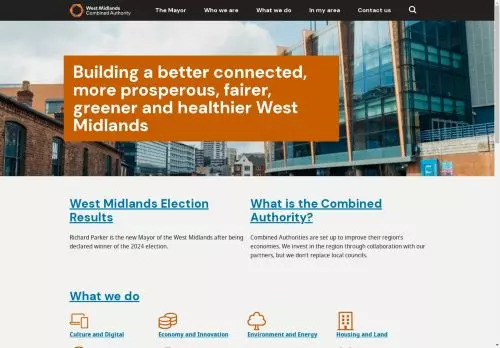 West Midlands
Combined Authority
The Mayor
Who we are
What we do
In my area
Contact us
Building a better connected,
more prosperous, fairer,
greener and healthier West
Midlands
West Midlands Election
Results
Richard Parker is the new Mayor of the West Midlands after being
declared winner of the 2024 election.
What is the Combined
Authority?
Combined Authorities are set up to improve their region's
economies. We invest in the region through collaboration with our
partners, but we don't replace local councils.
What we do
Culture and Digital
Economy and Innovation
Environment and Energy
Housing and Land